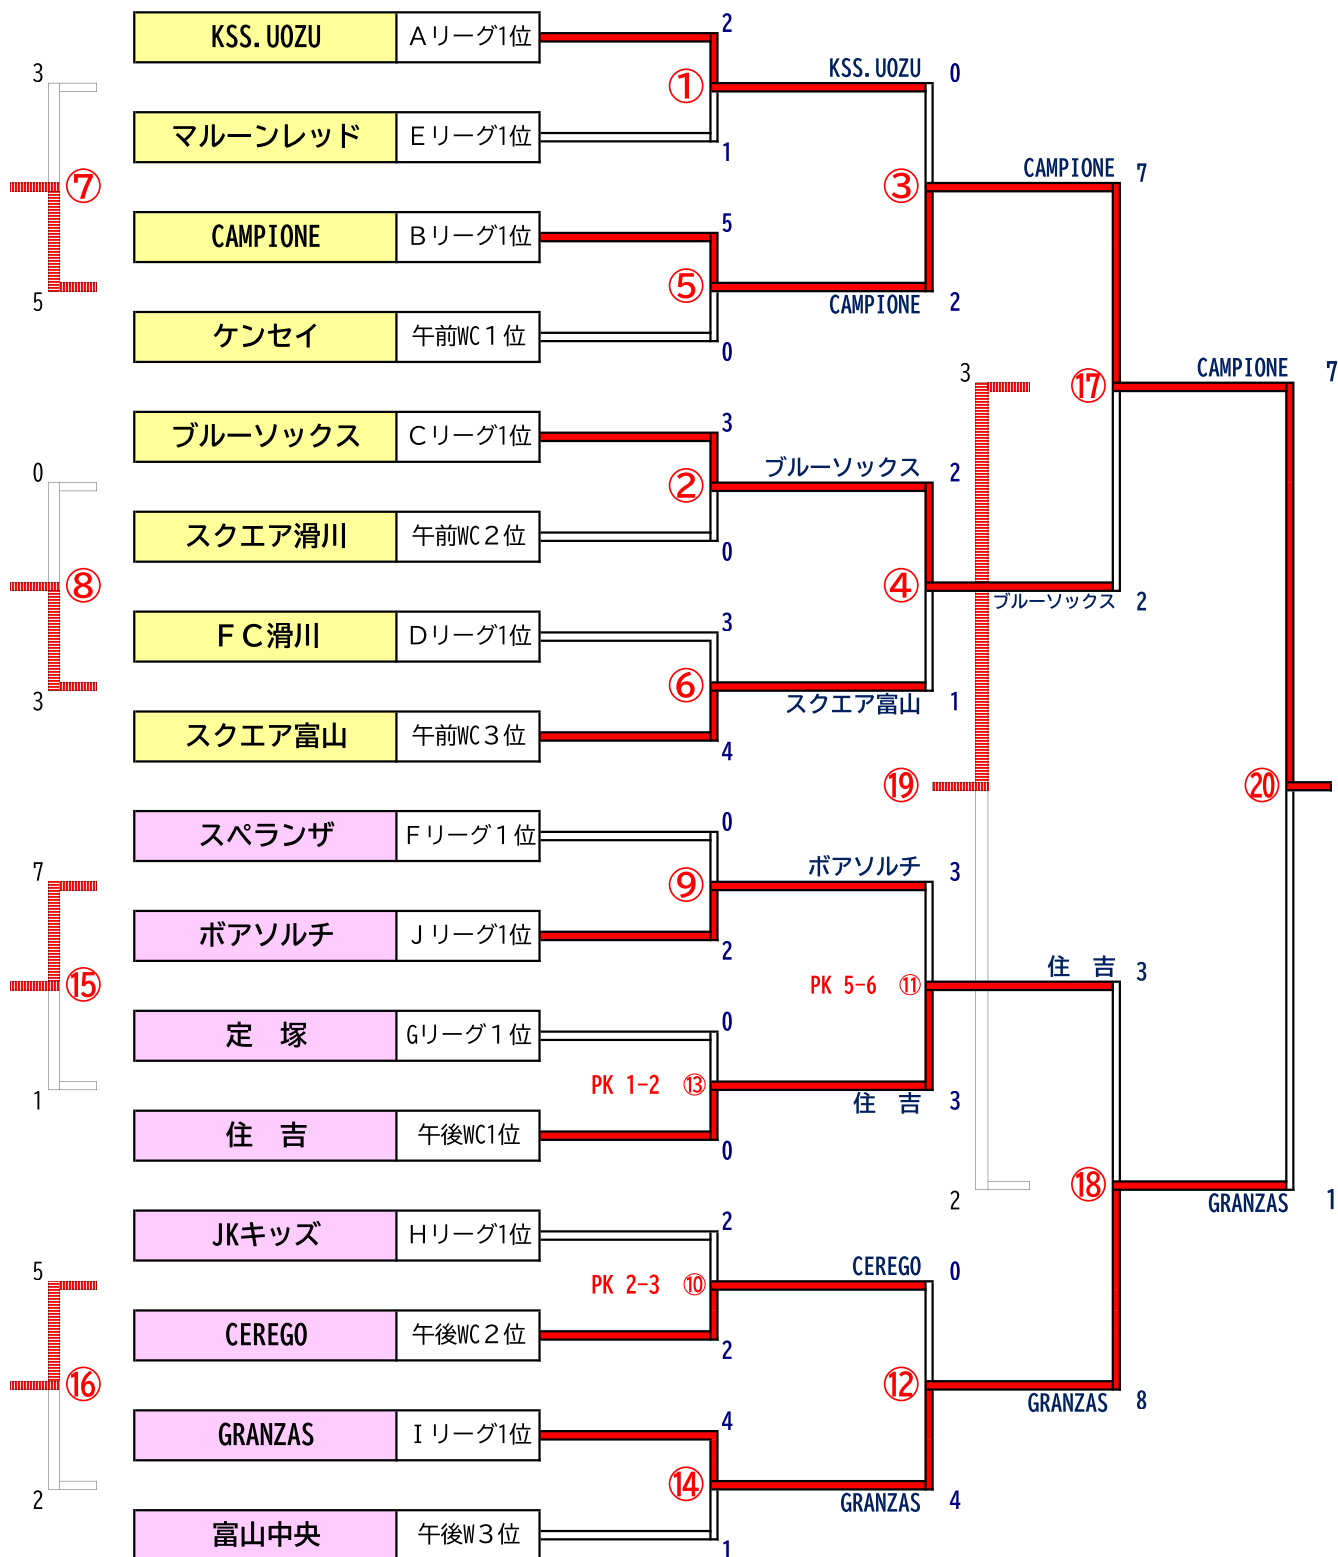 KSS.UOZU Aリーグ1位 2
3 ① KSS.UOZU 0
マルーンレッド Eリーグ1位 1
⑦ ③ CAMPIONE 7
CAMPIONE Bリーグ1位 5
5 ⑤ CAMPIONE 2
ケンセイ 午前WC１位 0
3 ⑰ CAMPIONE 7
ブルーソックス Cリーグ1位 3
0 ② ブルーソックス 2
スクエア滑川 午前WC２位 0
⑧ ④ ブルーソックス 2
ＦＣ滑川 Dリーグ1位 3
3 ⑥ スクエア富山 1
スクエア富山 午前WC３位 4
⑲ ⑳
スペランザ Fリーグ１位 0
7 ⑨ ボアソルチ 3
ボアソルチ Jリーグ1位 2
⑮ PK 5-6 ⑪ 住　吉 3
定　塚 Gリーグ１位 0
1 PK 1-2 ⑬ 住　吉 3
住　吉 午後WC1位 0
2 ⑱ GRANZAS 1
JKキッズ Hリーグ1位 2
5 PK 2-3 ⑩ CEREGO 0
CEREGO 午後WC２位 2
⑯ ⑫ GRANZAS 8
GRANZAS Iリーグ1位 4
2 ⑭ GRANZAS 4
富山中央 午後W３位 1